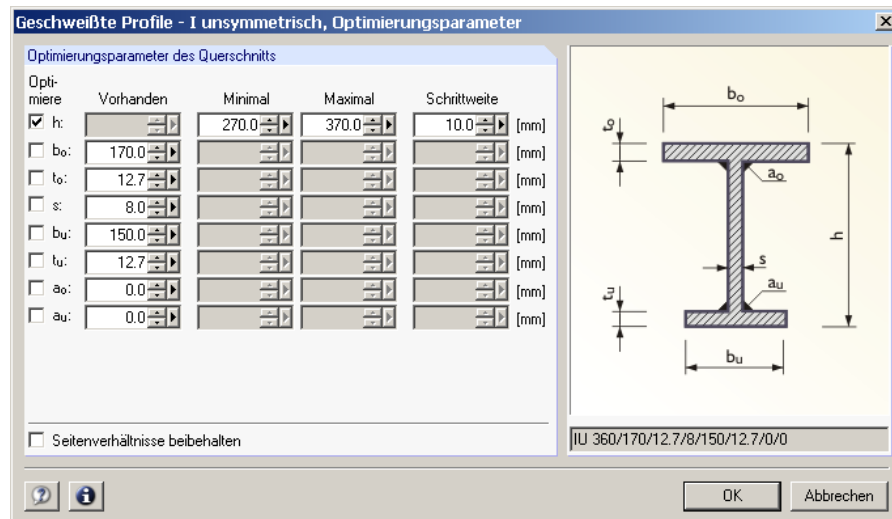 Geschweißte Profile - I unsymmetrisch, Optimierungsparameter
Optimierungsparameter des Querschnitts
Opti-
miere Vorhanden Minimal Maximal Schrittweite
h: 270.0 370.0 10.0 [mm]
bo: 170.0 [mm]
to: 12.7 [mm]
s: 8.0 [mm]
bu: 150.0 [mm]
tu: 12.7 [mm]
ao: 0.0 [mm]
au: 0.0 [mm]
Seitenverhältnisse beibehalten
bo
to
ao
h
s
au
tu
bu
IU 360/170/12.7/8/150/12.7/0/0
OK Abbrechen